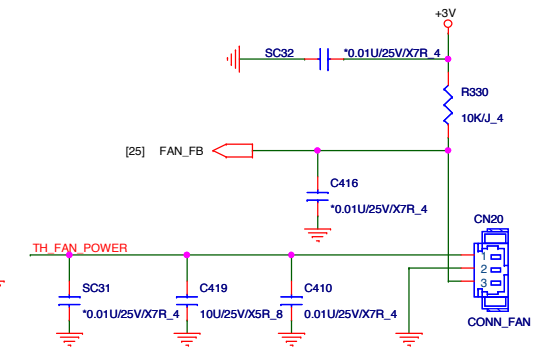 +3V
SC32 *0.01U/25V/X7R_4
R330
10K/J_4
[25] FAN_FB
C416
*0.01U/25V/X7R_4
CN20
TH_FAN_POWER
1
2
3
SC31 C419 C410
*0.01U/25V/X7R_4 10U/25V/X5R_8 0.01U/25V/X7R_4
CONN_FAN